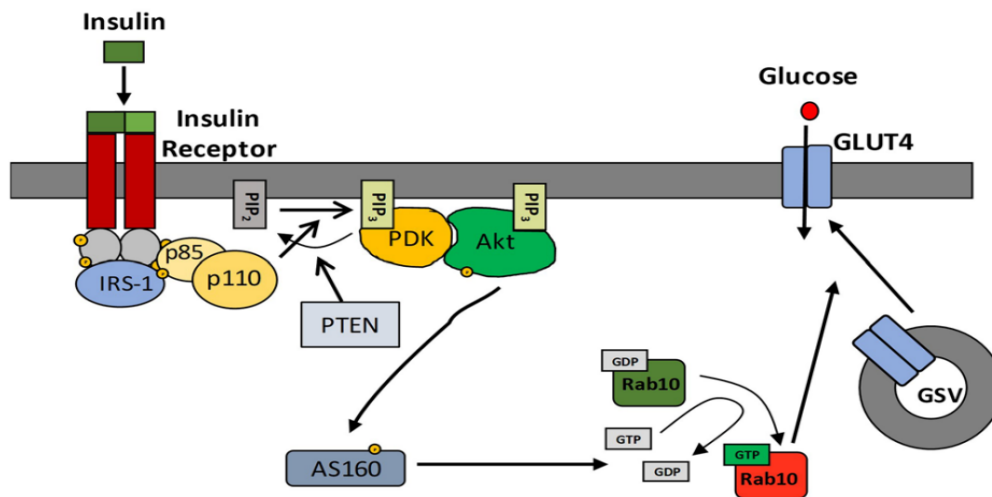 Insulin
Insulin
Receptor
Glucose
GLUT4
PIP2
PIP3
PIP3
PDK
Akt
p85
p110
IRS-1
PTEN
GDP
Rab10
GSV
GTP
GDP
GTP
Rab10
AS160